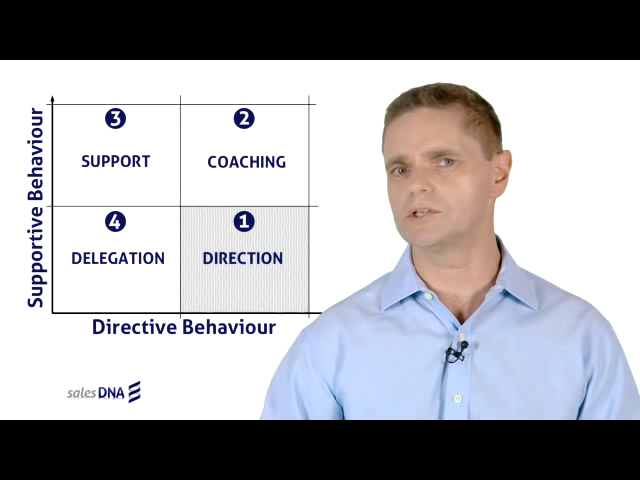 Supportive Behaviour
3
SUPPORT
2
COACHING
4
DELEGATION
1
DIRECTION
Directive Behaviour
salesDNA